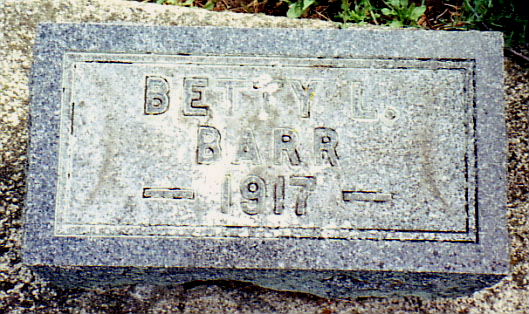 BETTY L.
BARR
— 1917 —